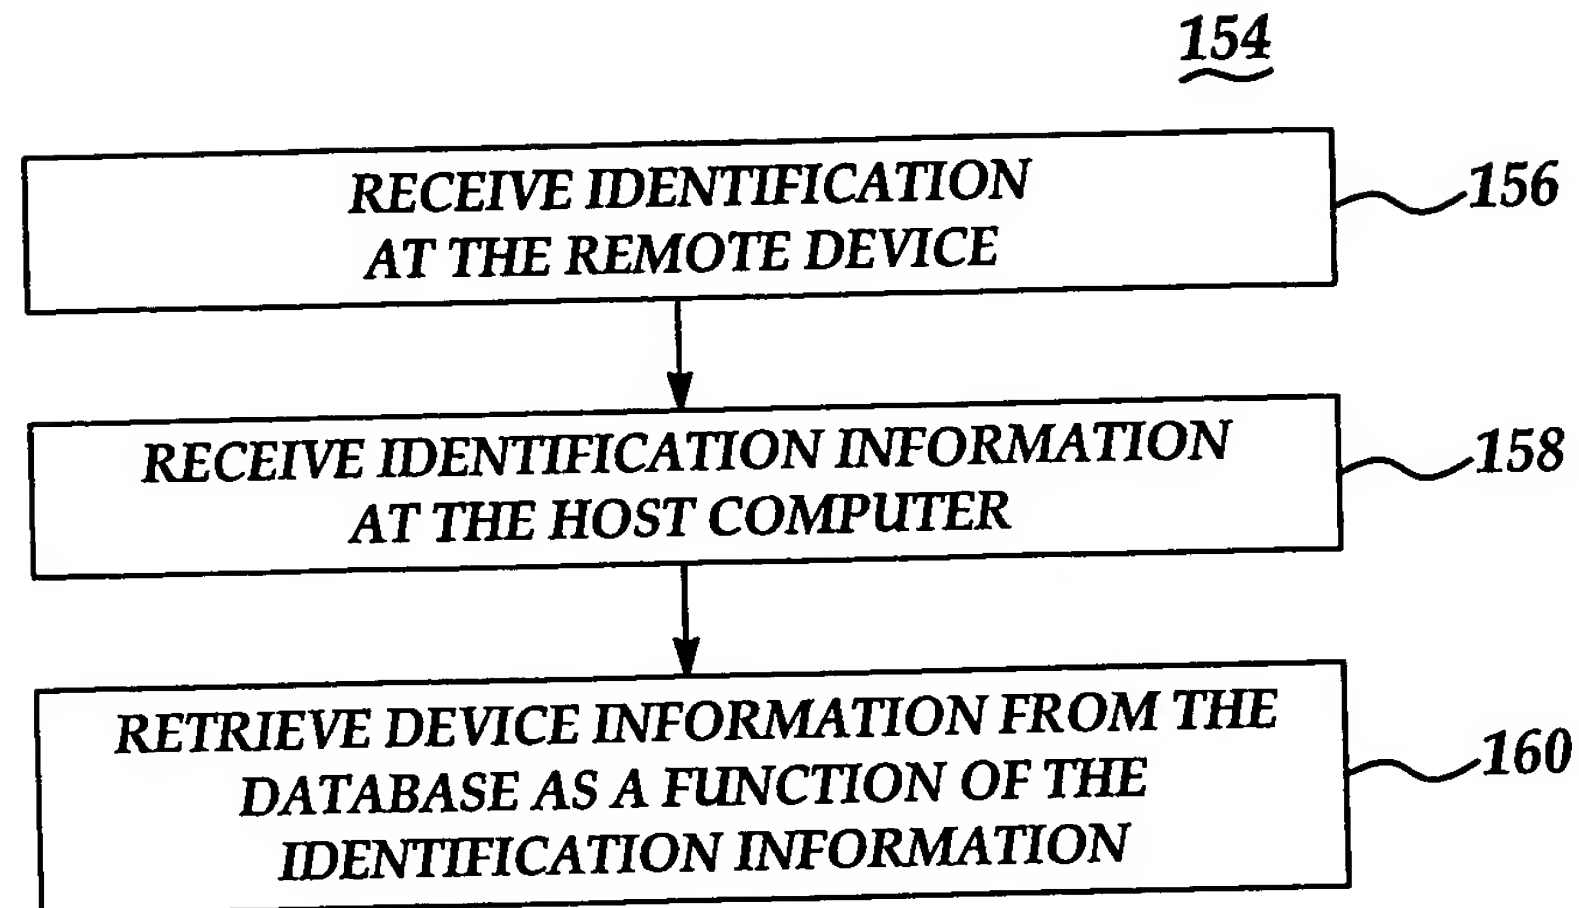 154
RECEIVE IDENTIFICATION
AT THE REMOTE DEVICE
156
RECEIVE IDENTIFICATION INFORMATION
AT THE HOST COMPUTER
158
RETRIEVE DEVICE INFORMATION FROM THE
DATABASE AS A FUNCTION OF THE
IDENTIFICATION INFORMATION
160